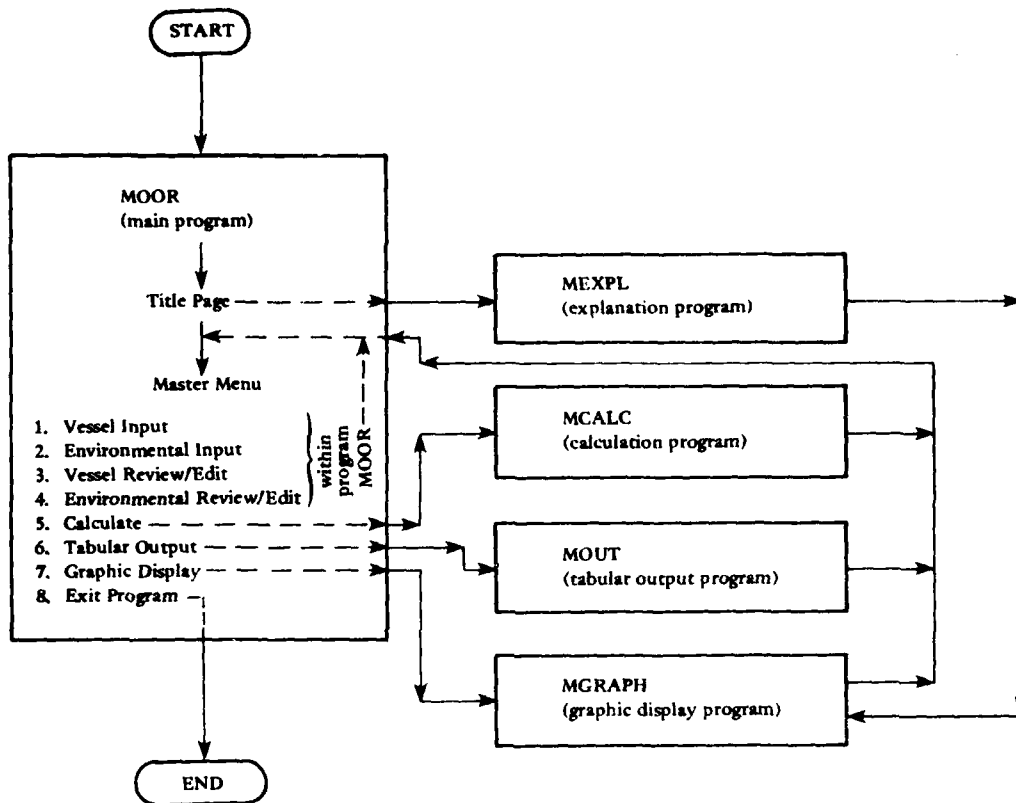 START
MOOR
(main program)
Title Page
Master Menu
1. Vessel Input
2. Environmental Input
3. Vessel Review/Edit
4. Environmental Review/Edit
5. Calculate
6. Tabular Output
7. Graphic Display
8. Exit Program
within
program
MOOR
MEXPL
(explanation program)
MCALC
(calculation program)
MOUT
(tabular output program)
MGRAPH
(graphic display program)
END